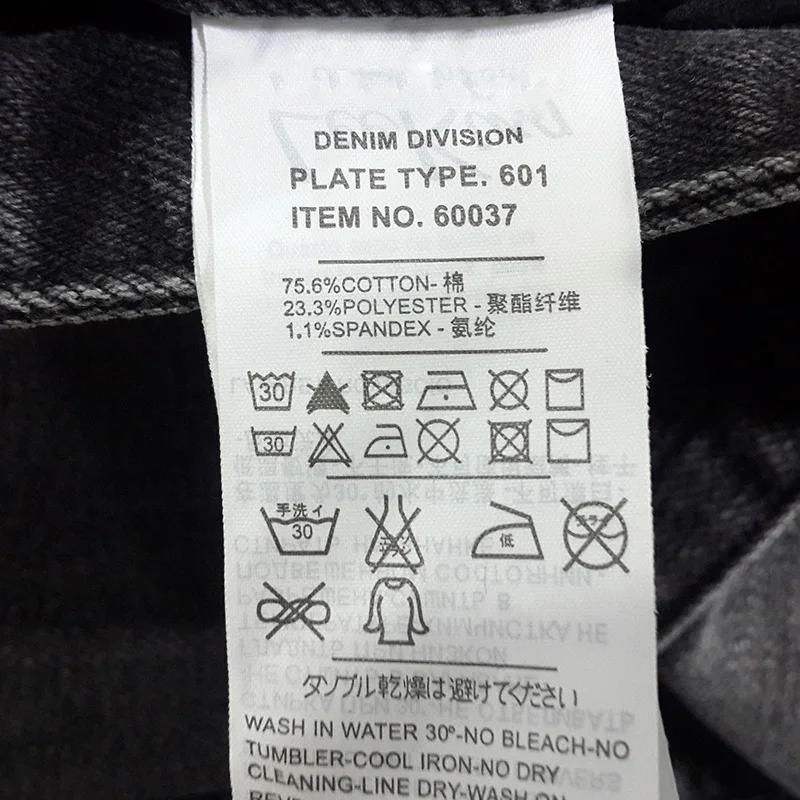 DENIM DIVISION
PLATE TYPE. 601
ITEM NO. 60037
75.6%COTTON-棉
23.3%POLYESTER-聚酯纤维
1.1%SPANDEX-氨纶
30
30
手洗イ
30
低
タンブル乾燥は避けてください
WASH IN WATER 30°-NO BLEACH-NO
TUMBLER-COOL IRON-NO DRY
CLEANING-LINE DRY-WASH ON